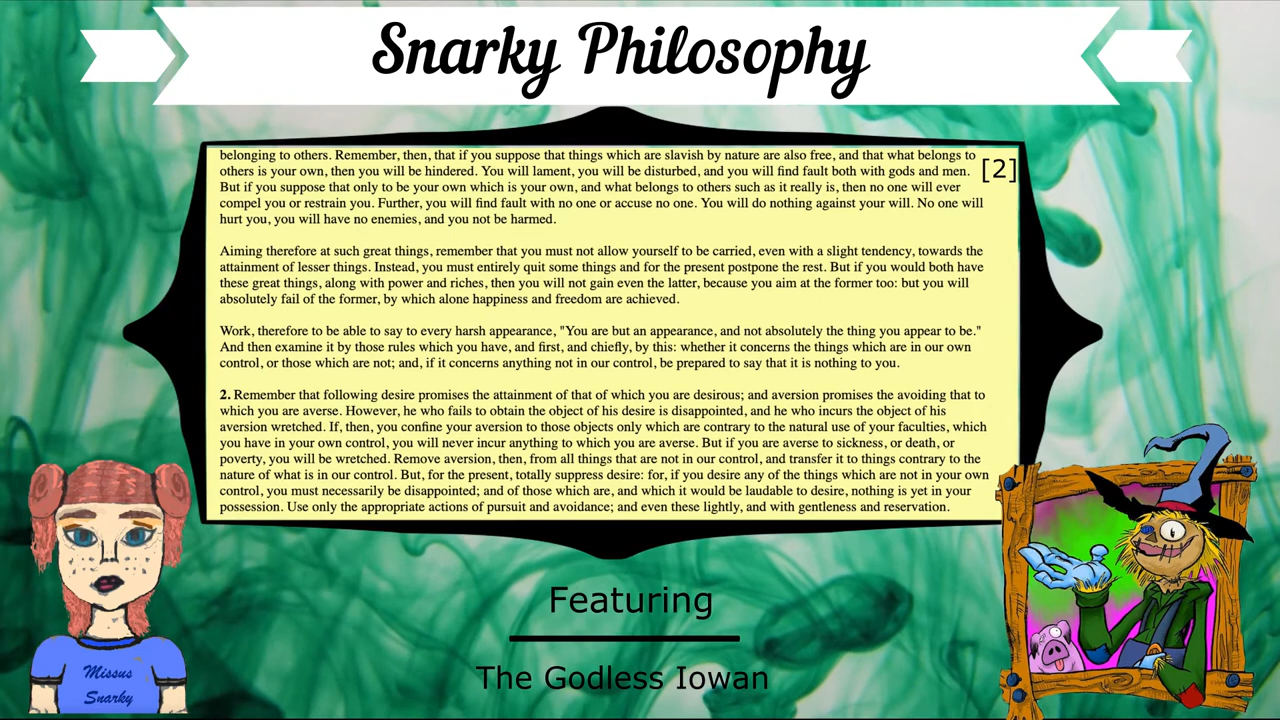 Snarky Philosophy
belonging to others. Remember, then, that if you suppose that things which are slavish by nature are also free, and that what belongs to
others is your own, then you will be hindered. You will lament, you will be disturbed, and you will find fault both with gods and men.
[2]
But if you suppose that only to be your own which is your own, and what belongs to others such as it really is, then no one will ever
compel you or restrain you. Further, you will find fault with no one or accuse no one. You will do nothing against your will. No one will
hurt you, you will have no enemies, and you not be harmed.
Aiming therefore at such great things, remember that you must not allow yourself to be carried, even with a slight tendency, towards the
attainment of lesser things. Instead, you must entirely quit some things and for the present postpone the rest. But if you would both have
these great things, along with power and riches, then you will not gain even the latter, because you aim at the former too: but you will
absolutely fail of the former, by which alone happiness and freedom are achieved.
Work, therefore to be able to say to every harsh appearance, "You are but an appearance, and not absolutely the thing you appear to be."
And then examine it by those rules which you have, and first, and chiefly, by this: whether it concerns the things which are in our own
control, or those which are not; and, if it concerns anything not in our control, be prepared to say that it is nothing to you.
2. Remember that following desire promises the attainment of that of which you are desirous; and aversion promises the avoiding that to
which you are averse. However, he who fails to obtain the object of his desire is disappointed, and he who incurs the object of his
aversion wretched. If, then, you confine your aversion to those objects only which are contrary to the natural use of your faculties, which
you have in your own control, you will never incur anything to which you are averse. But if you are averse to sickness, or death, or
poverty, you will be wretched. Remove aversion, then, from all things that are not in our control, and transfer it to things contrary to the
nature of what is in our control. But, for the present, totally suppress desire: for, if you desire any of the things which are not in your own
control, you must necessarily be disappointed; and of those which are, and which it would be laudable to desire, nothing is yet in your
possession. Use only the appropriate actions of pursuit and avoidance; and even these lightly, and with gentleness and reservation.
Featuring
The Godless Iowan
Missus
Snarky